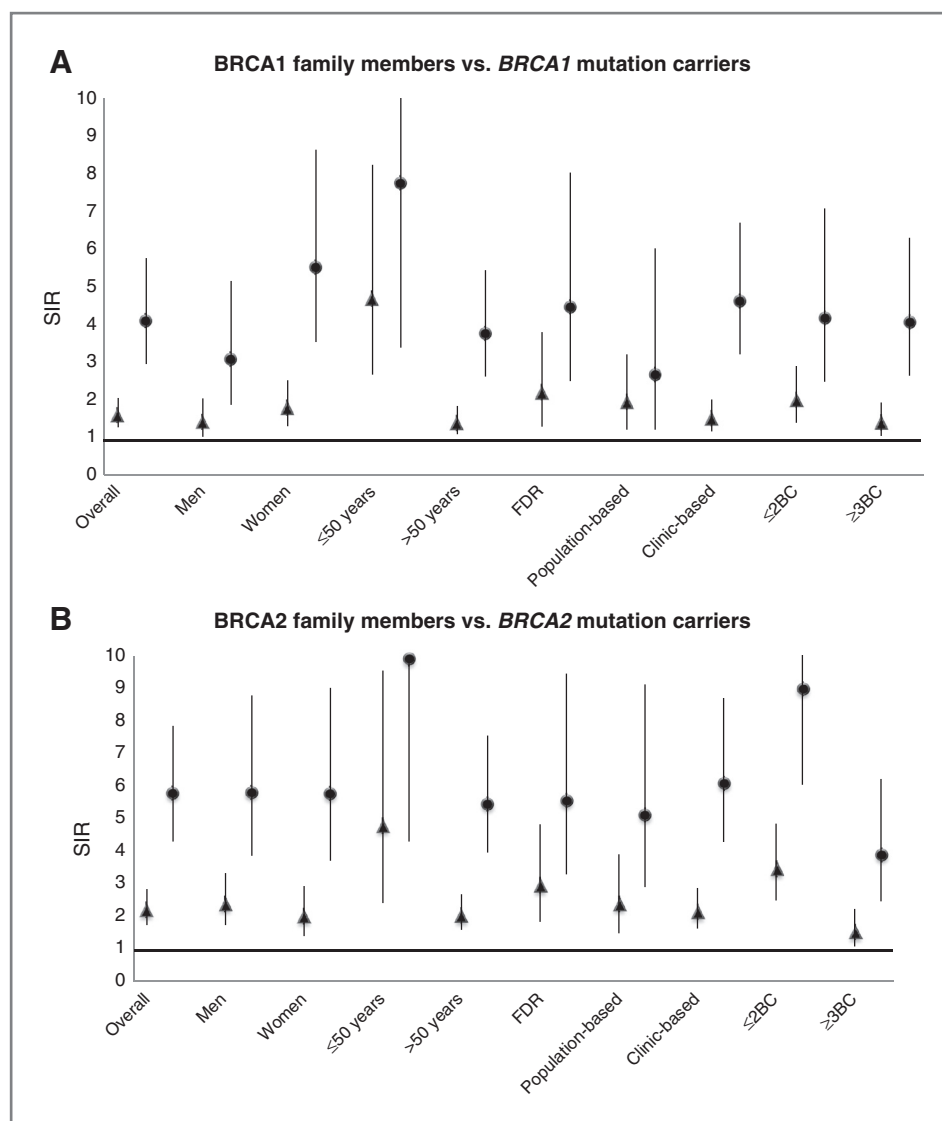 A
BRCA1 family members vs. BRCA1 mutation carriers
10
9
8
7
6
5
4
3
2
1
0
SIR
Overall
Men
Women
≤50 years
>50 years
FDR
Population-based
Clinic-based
≤2BC
≥3BC
B
BRCA2 family members vs. BRCA2 mutation carriers
10
9
8
7
6
5
4
3
2
1
0
SIR
Overall
Men
Women
≤50 years
>50 years
FDR
Population-based
Clinic-based
≤2BC
≥3BC